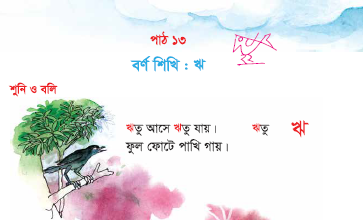 পাঠ ১৩
বর্ণ শিখি : ঋ
শুনি ও বলি
ঋতু আসে ঋতু যায়। ঋতু ঋ
ফুল ফোটে পাখি গায়।